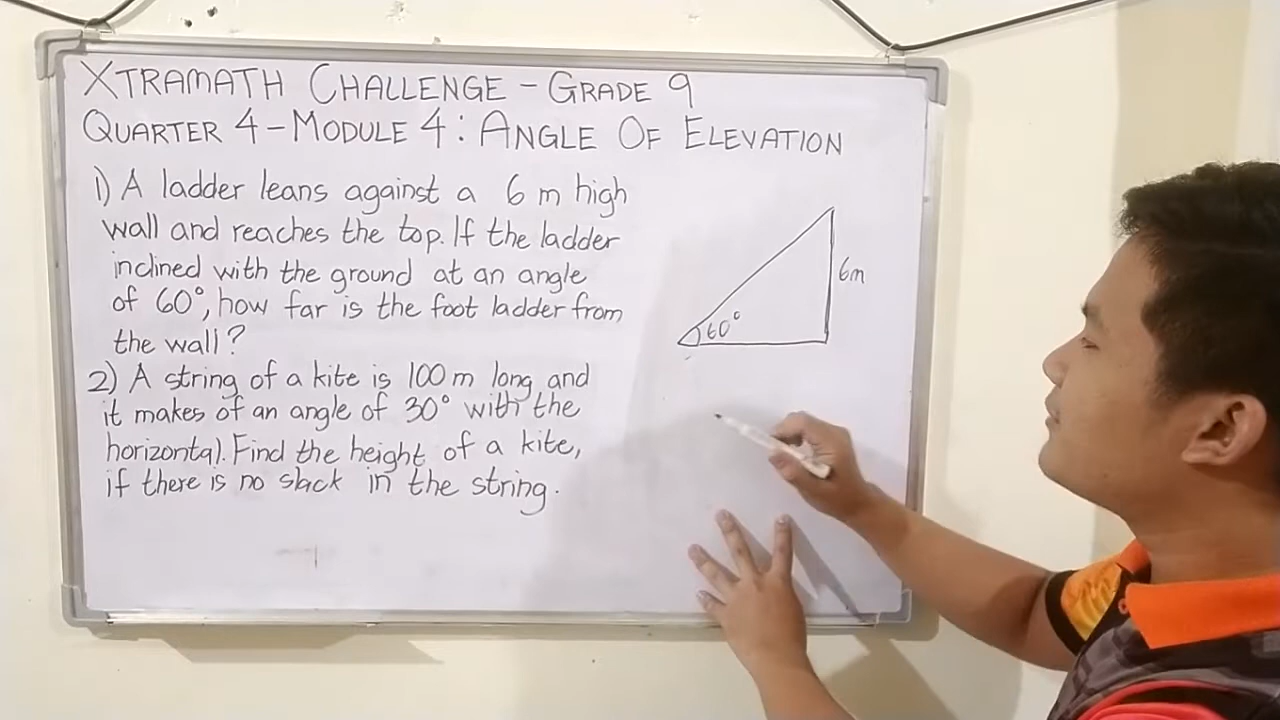 XTRAMATH CHALLENGE - GRADE 9
QUARTER 4 - MODULE 4: ANGLE OF ELEVATION
1) A ladder leans against a 6 m high
wall and reaches the top. If the ladder
inclined with the ground at an angle
of 60°, how far is the foot ladder from
the wall?
2) A string of a kite is 100 m long and
it makes of an angle of 30° with the
horizontal. Find the height of a kite,
if there is no slack in the string.
6m
60°